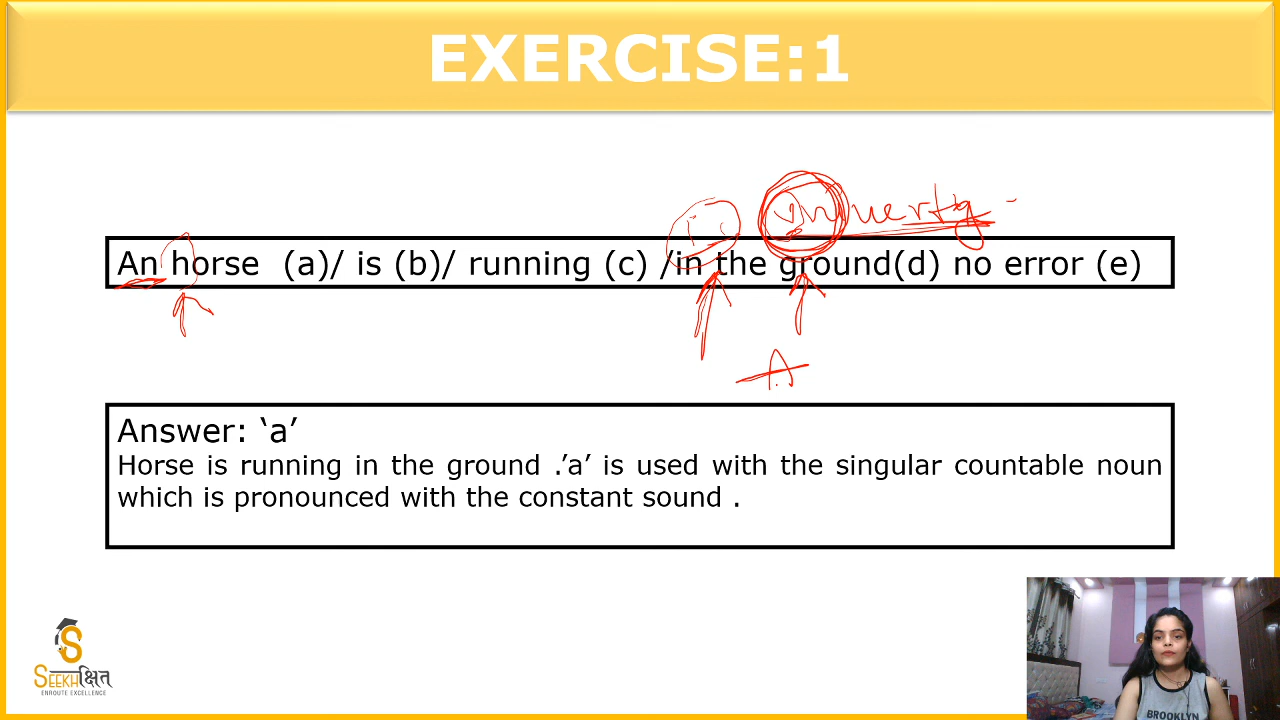 EXERCISE:1
An horse (a)/ is (b)/ running (c) /in the ground(d) no error (e)
A
Answer: ‘a’
Horse is running in the ground .’a’ is used with the singular countable noun
which is pronounced with the constant sound .
S
SEEKHक्षित
ENROUTE EXCELLENCE
BROOKLYN